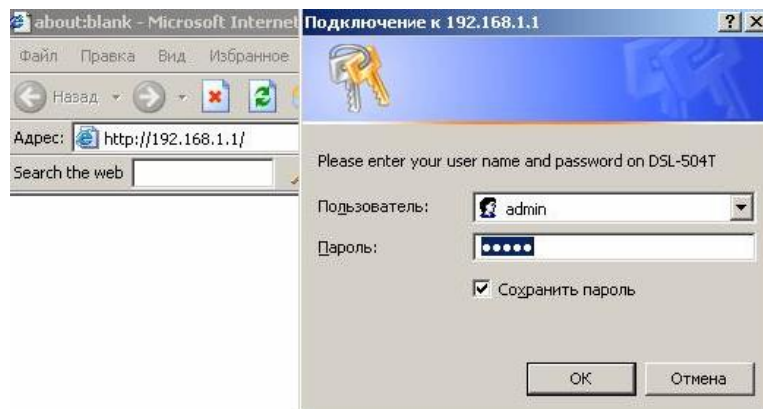 about:blank - Microsoft Internet
Файл Правка Вид Избранное
Назад
Адрес: http://192.168.1.1/
Search the web
Подключение к 192.168.1.1
Please enter your user name and password on DSL-504T
Пользователь: admin
Пароль: •••••
Сохранить пароль
OK Отмена